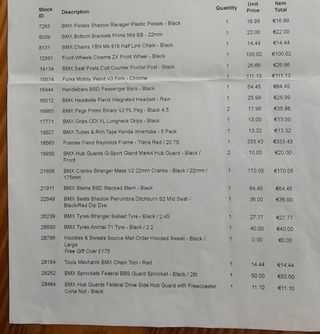 Stock ID Description Quantity Unit Price Item Total
7263 BMX Pedals Shadow Ravager Plastic Pedals - Black 1 16.99 €16.99
8009 BMX Bottom Brackets Primo Mid BB - 22mm 1 22.00 €22.00
8131 BMX Chains YBN Mx 918 Half Link Chain - Black 1 14.44 €14.44
12991 Front Wheels Cinema ZX Front Wheel - Black 1 100.02 €100.02
14134 BMX Seat Posts Cult Counter Pivotal Post - Black 1 26.66 €26.66
15074 Forks Mutiny Wand V3 Fork - Chrome 1 111.13 €111.13
15444 Handlebars BSD Passenger Bars - Black 1 64.45 €64.45
16012 BMX Headsets Fiend Integrated Headset - Raw 1 25.99 €25.99
16965 BMX Pegs Primo Binary V2 PL Peg - Black 4.5 2 17.99 €35.98
17771 BMX Grips ODI XL Longneck Grips - Black 1 13.00 €13.00
18027 BMX Tubes & Rim Tape Kenda Innertube - S Pack 1 13.32 €13.32
18563 Frames Fiend Reynolds Frame - Trans Red / 20.75 1 333.43 €333.43
19930 BMX Hub Guards G-Sport Gland Mark4 Hub Guard - Black / Front 2 10.00 €20.00
21608 BMX Cranks Stranger Mass V2 22mm Cranks - Black / 22mm / 175mm 1 170.05 €170.05
21911 BMX Stems BSD Stacked Stem - Black 1 64.45 €64.45
22549 BMX Seats Shadow Penumbra Ditchburn S2 Mid Seat - Black/Red Dip Dye 1 36.00 €36.00
26239 BMX Tyres Stranger Ballast Tyre - Black / 2.45 1 27.77 €27.77
26690 BMX Tyres Animal T1 Tyre - Black / 2.2 1 40.00 €40.00
26766 Hoodies & Sweats Source Mail Order Hooded Sweat - Black / Large 1 0.00 €0.00
Free Gift Over £175
28184 Tools Mechanik BMX Chain Tool - Red 1 14.44 €14.44
28262 BMX Sprockets Federal BBS Guard Sprocket - Black / 28t 1 50.00 €50.00
28484 BMX Hub Guards Federal Drive Side Hub Guard with Freecoaster Cone Nut - Black 1 11.10 €11.10